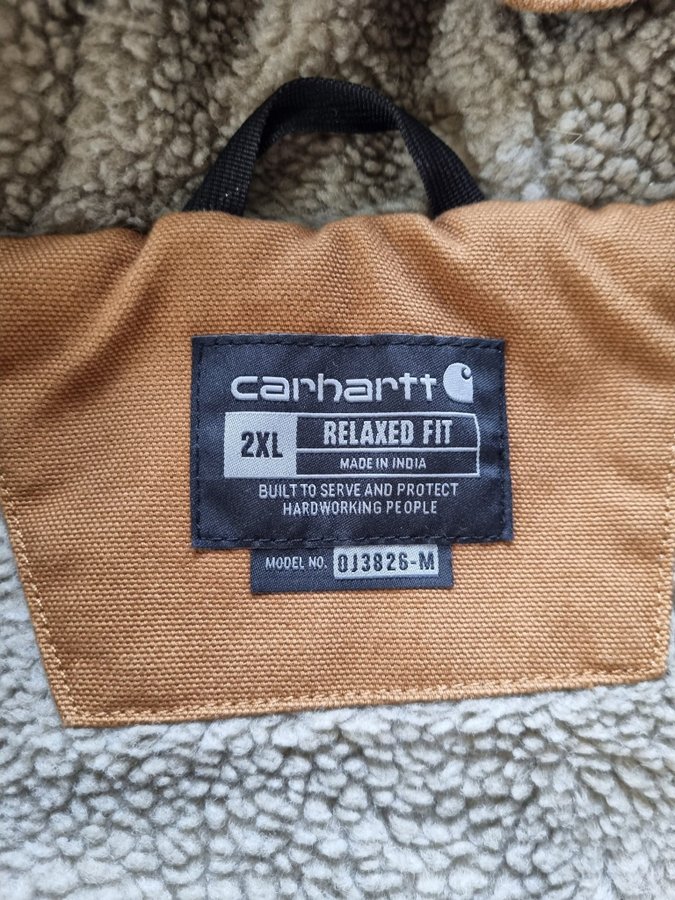 carhartt
2XL RELAXED FIT
MADE IN INDIA
BUILT TO SERVE AND PROTECT
HARDWORKING PEOPLE
MODEL NO. OJ3826-M